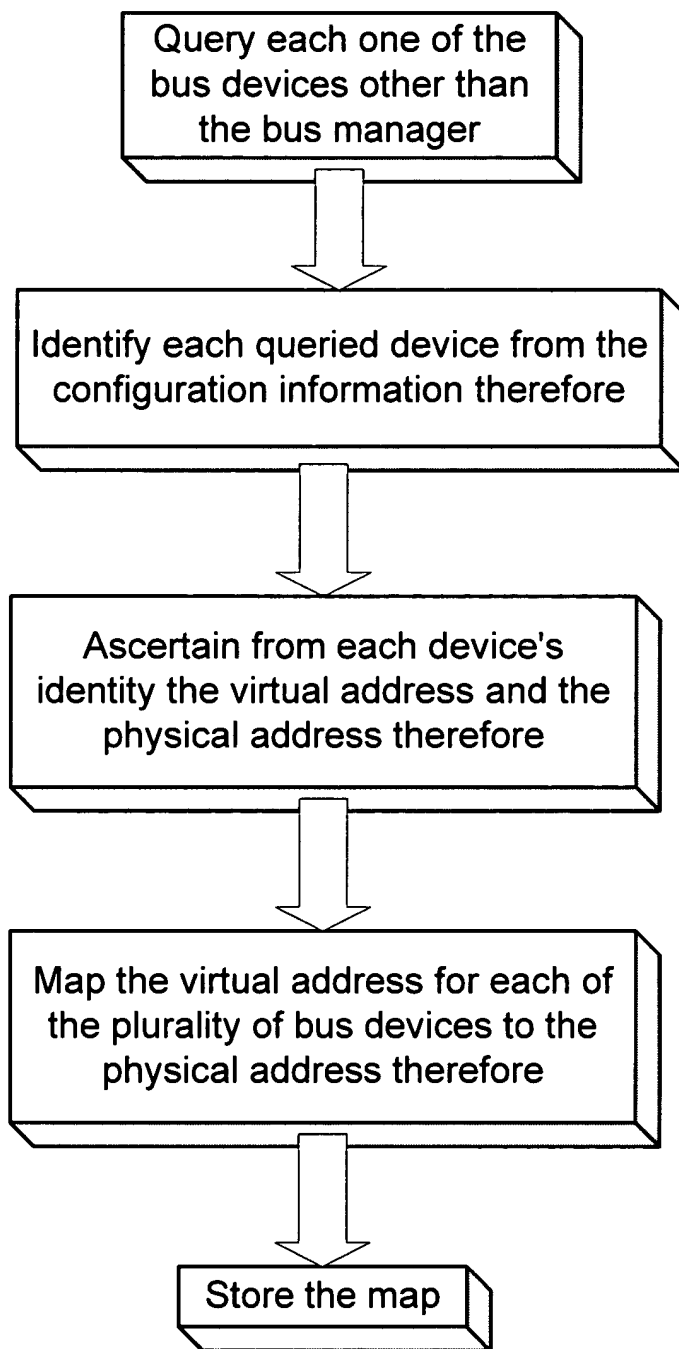 Query each one of the
bus devices other than
the bus manager
Identify each queried device from the
configuration information therefore
Ascertain from each device's
identity the virtual address and the
physical address therefore
Map the virtual address for each of
the plurality of bus devices to the
physical address therefore
Store the map